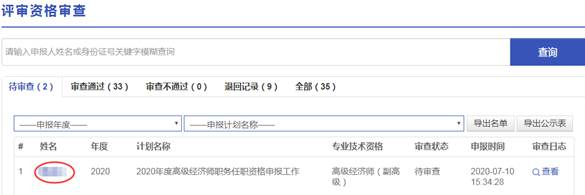 评审资格审查
请输入申报人姓名或身份证号关键字模糊查询 查询
待审查（2） 审查通过（33） 审查不通过（0） 退回记录（9） 全部（35）
——申报年度—— ——申报计划名称—— 导出名单 导出公示表
# 姓名 年度 计划名称 专业技术资格 审查状态 申报时间 审查日志
1 2020 2020年度高级经济师职务任职资格申报工作 高级经济师（副高级） 待审查 2020-07-10 15:34:28 查看